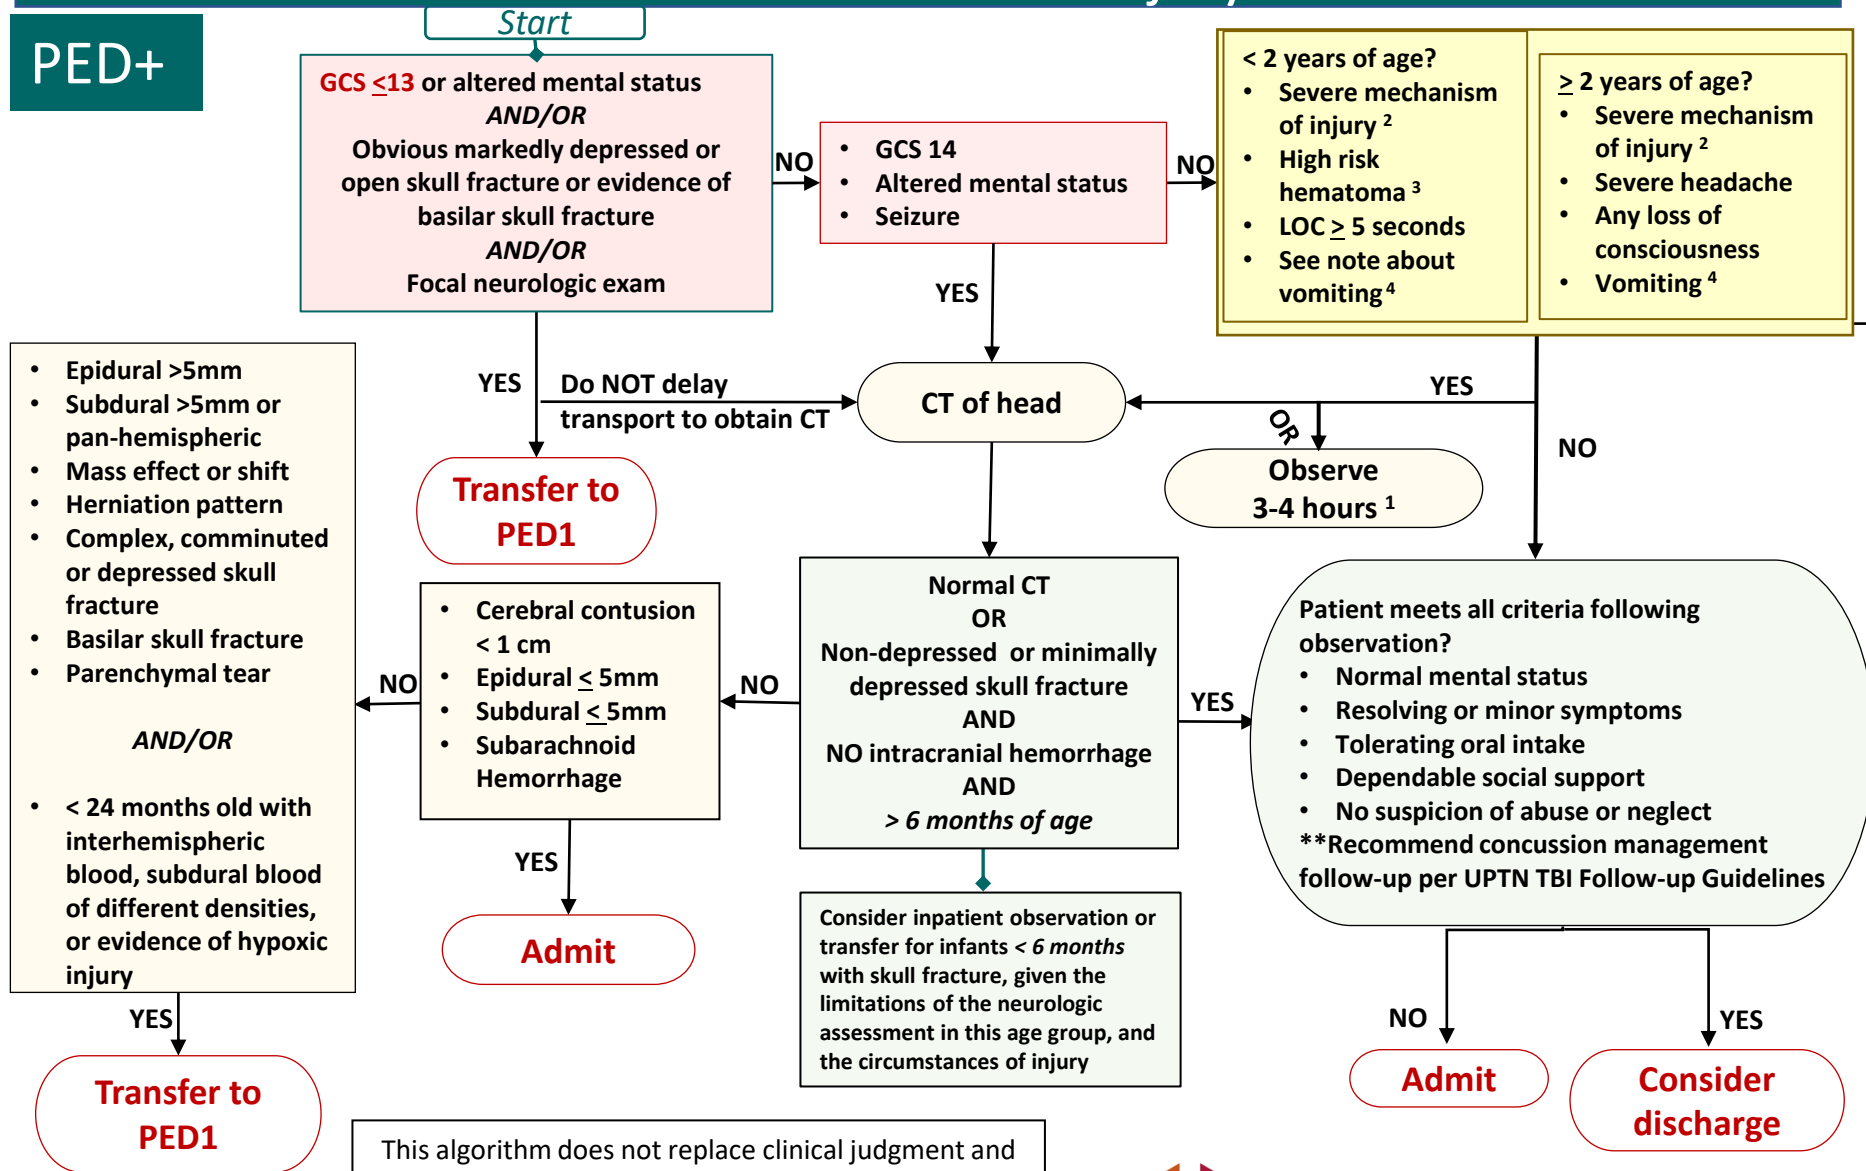 Start
PED+
GCS ≤13 or altered mental status
AND/OR
Obvious markedly depressed or
open skull fracture or evidence of
basilar skull fracture
AND/OR
Focal neurologic exam
NO
• GCS 14
• Altered mental status
• Seizure
NO
< 2 years of age?
• Severe mechanism
of injury 2
• High risk
hematoma 3
• LOC ≥ 5 seconds
• See note about
vomiting 4
≥ 2 years of age?
• Severe mechanism
of injury 2
• Severe headache
• Any loss of
consciousness
• Vomiting 4
YES
YES
Do NOT delay
transport to obtain CT
CT of head
YES
OR
Observe
3-4 hours 1
NO
Transfer to
PED1
• Epidural >5mm
• Subdural >5mm or
pan-hemispheric
• Mass effect or shift
• Herniation pattern
• Complex, comminuted
or depressed skull
fracture
• Basilar skull fracture
• Parenchymal tear
AND/OR
• < 24 months old with
interhemispheric
blood, subdural blood
of different densities,
or evidence of hypoxic
injury
NO
• Cerebral contusion
< 1 cm
• Epidural ≤ 5mm
• Subdural ≤ 5mm
• Subarachnoid
Hemorrhage
NO
Normal CT
OR
Non-depressed or minimally
depressed skull fracture
AND
NO intracranial hemorrhage
AND
> 6 months of age
YES
Patient meets all criteria following
observation?
• Normal mental status
• Resolving or minor symptoms
• Tolerating oral intake
• Dependable social support
• No suspicion of abuse or neglect
**Recommend concussion management
follow-up per UPTN TBI Follow-up Guidelines
YES
Admit
Consider inpatient observation or
transfer for infants < 6 months
with skull fracture, given the
limitations of the neurologic
assessment in this age group, and
the circumstances of injury
YES
Transfer to
PED1
NO
Admit
YES
Consider
discharge
This algorithm does not replace clinical judgment and